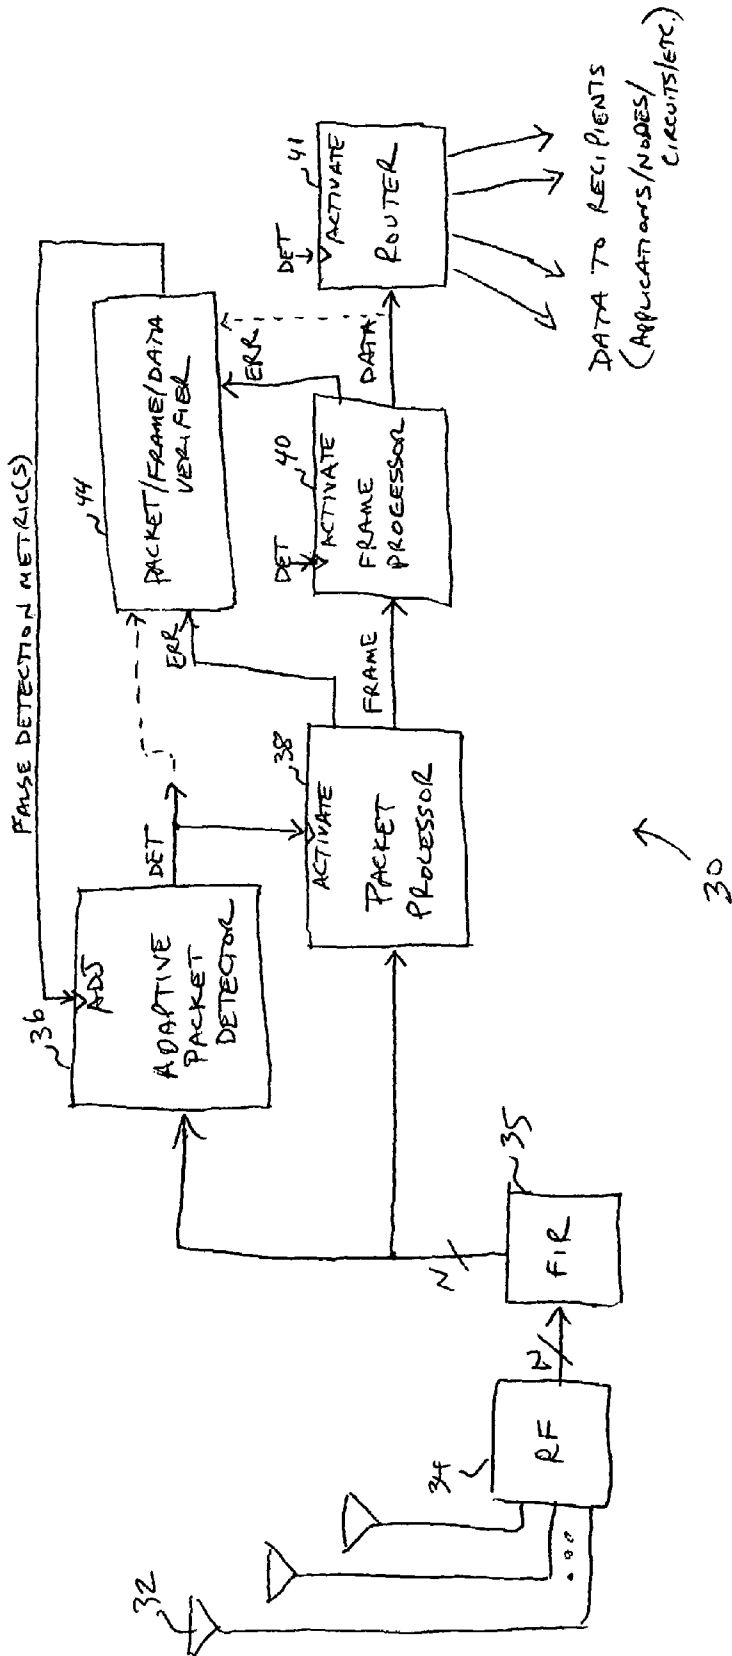 FALSE DETECTION METRIC(S)
44
PACKET/FRAME/DATA
VERIFIER
36
ADJ
ADAPTIVE
PACKET
DETECTOR
DET
ERR
ERR
38
ACTIVATE
PACKET
PROCESSOR
FRAME
DET
40
ACTIVATE
FRAME
PROCESSOR
DATA
DET
41
ACTIVATE
ROUTER
32
34
RF
N
35
FIR
N
DATA TO RECIPIENTS
(APPLICATIONS/NODES/
CIRCUITS/ETC.)
30